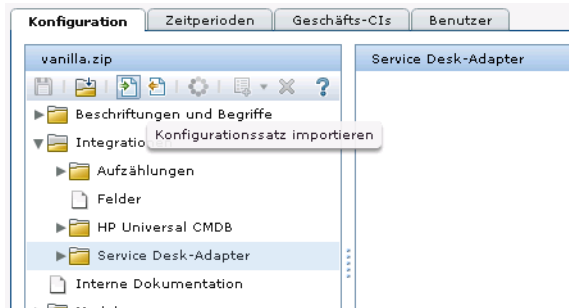 Konfiguration Zeitperioden Geschäfts-CIs Benutzer
vanilla.zip Service Desk-Adapter
?
Beschriftungen und Begriffe
Konfigurationssatz importieren
Aufzählungen
Felder
HP Universal CMDB
Service Desk-Adapter
Interne Dokumentation